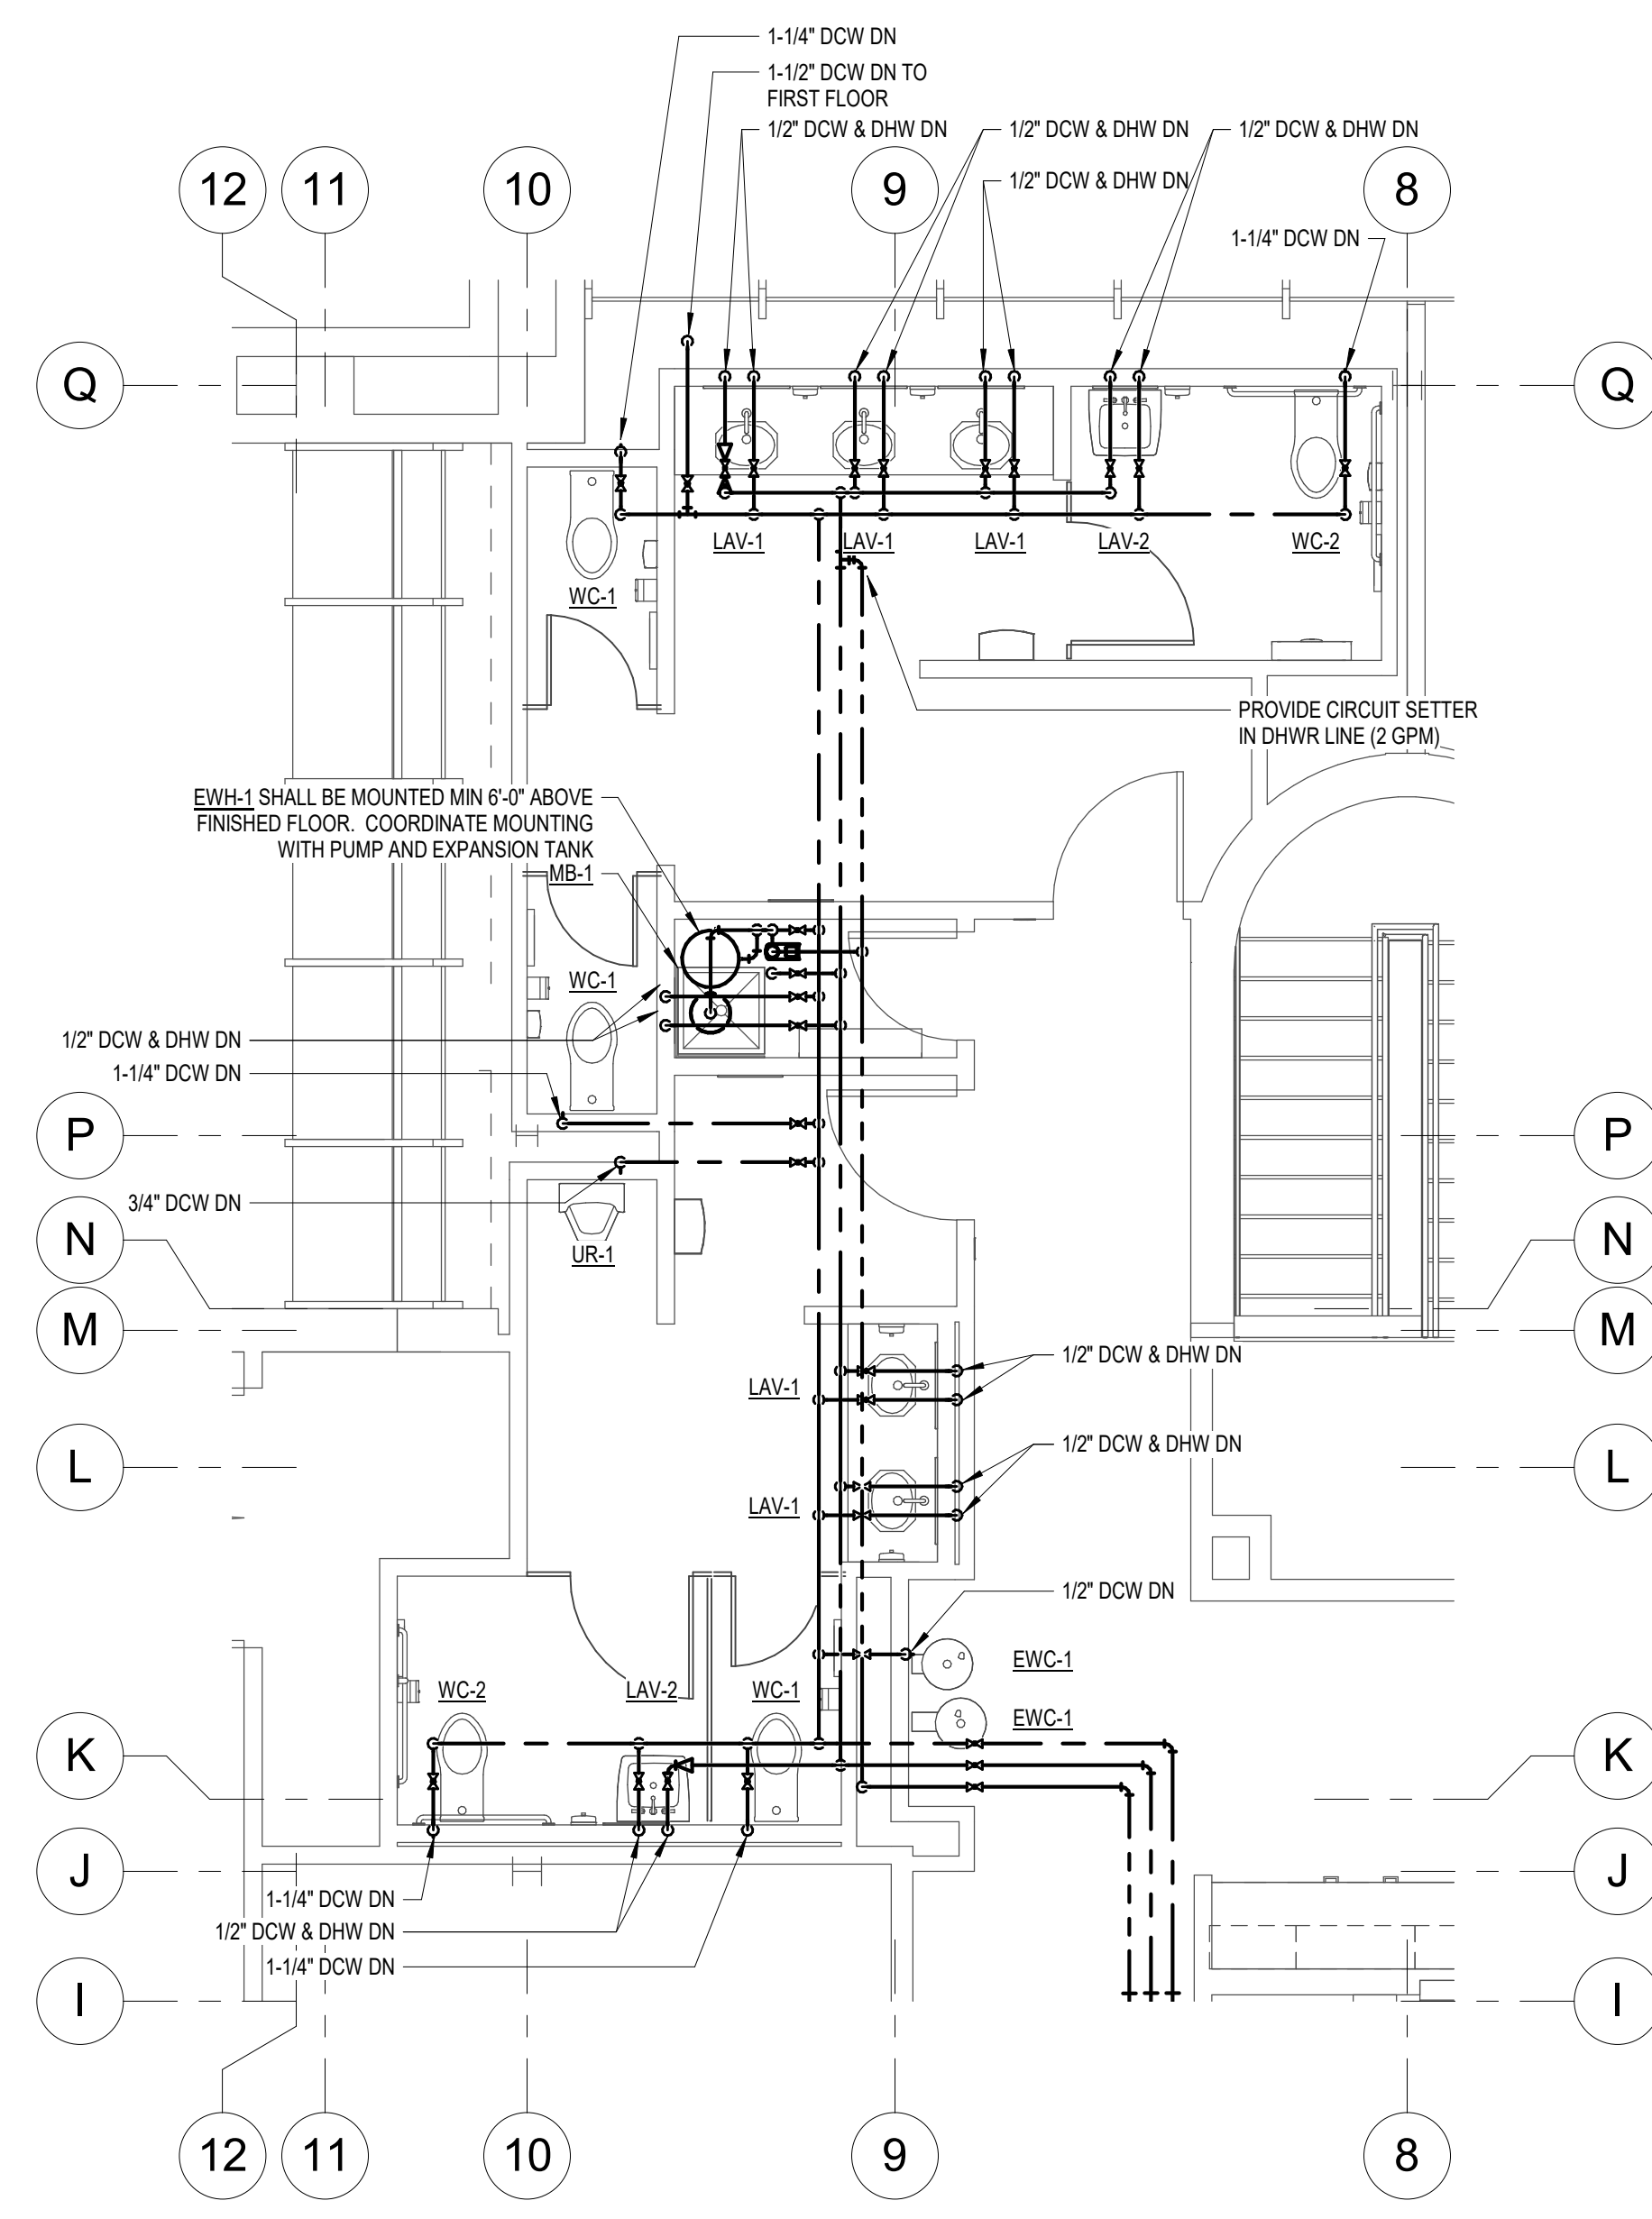 1-1/4" DCW DN
1-1/2" DCW DN TO
FIRST FLOOR
1/2" DCW & DHW DN
1/2" DCW & DHW DN
1/2" DCW & DHW DN
1/2" DCW & DHW DN
12
11
10
9
8
1-1/4" DCW DN
Q
Q
LAV-1
LAV-1
LAV-1
LAV-2
WC-2
WC-1
PROVIDE CIRCUIT SETTER
IN DHWR LINE (2 GPM)
EWH-1 SHALL BE MOUNTED MIN 6'-0" ABOVE
FINISHED FLOOR. COORDINATE MOUNTING
WITH PUMP AND EXPANSION TANK
MB-1
WC-1
1/2" DCW & DHW DN
1-1/4" DCW DN
P
P
3/4" DCW DN
N
N
UR-1
M
M
1/2" DCW & DHW DN
LAV-1
1/2" DCW & DHW DN
L
L
LAV-1
1/2" DCW DN
EWC-1
WC-2
LAV-2
WC-1
EWC-1
K
K
J
J
1-1/4" DCW DN
1/2" DCW & DHW DN
1-1/4" DCW DN
I
I
12
11
10
9
8